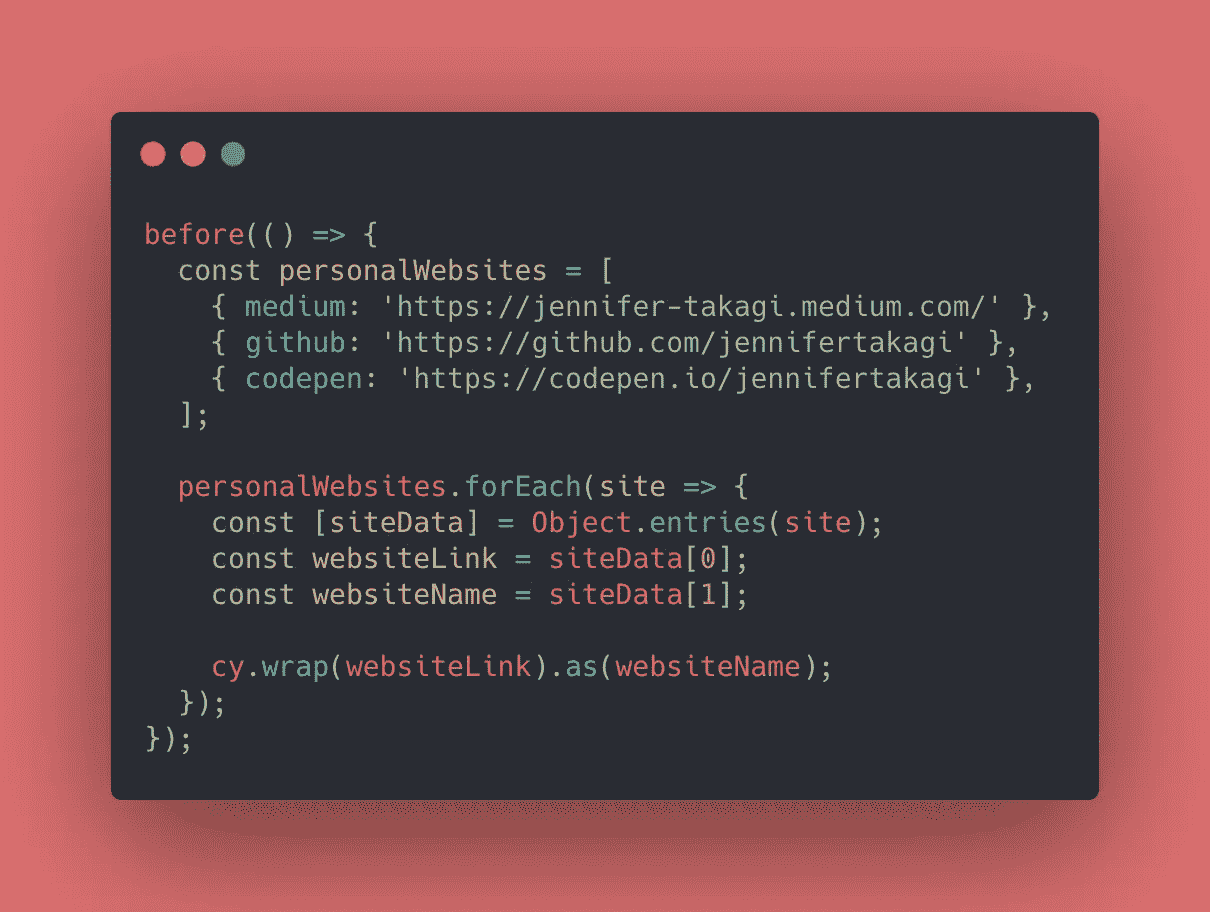 before(() => {
  const personalWebsites = [
    { medium: 'https://jennifer-takagi.medium.com/' },
    { github: 'https://github.com/jennifertakagi' },
    { codepen: 'https://codepen.io/jennifertakagi' },
  ];

  personalWebsites.forEach(site => {
    const [siteData] = Object.entries(site);
    const websiteLink = siteData[0];
    const websiteName = siteData[1];

    cy.wrap(websiteLink).as(websiteName);
  });
});